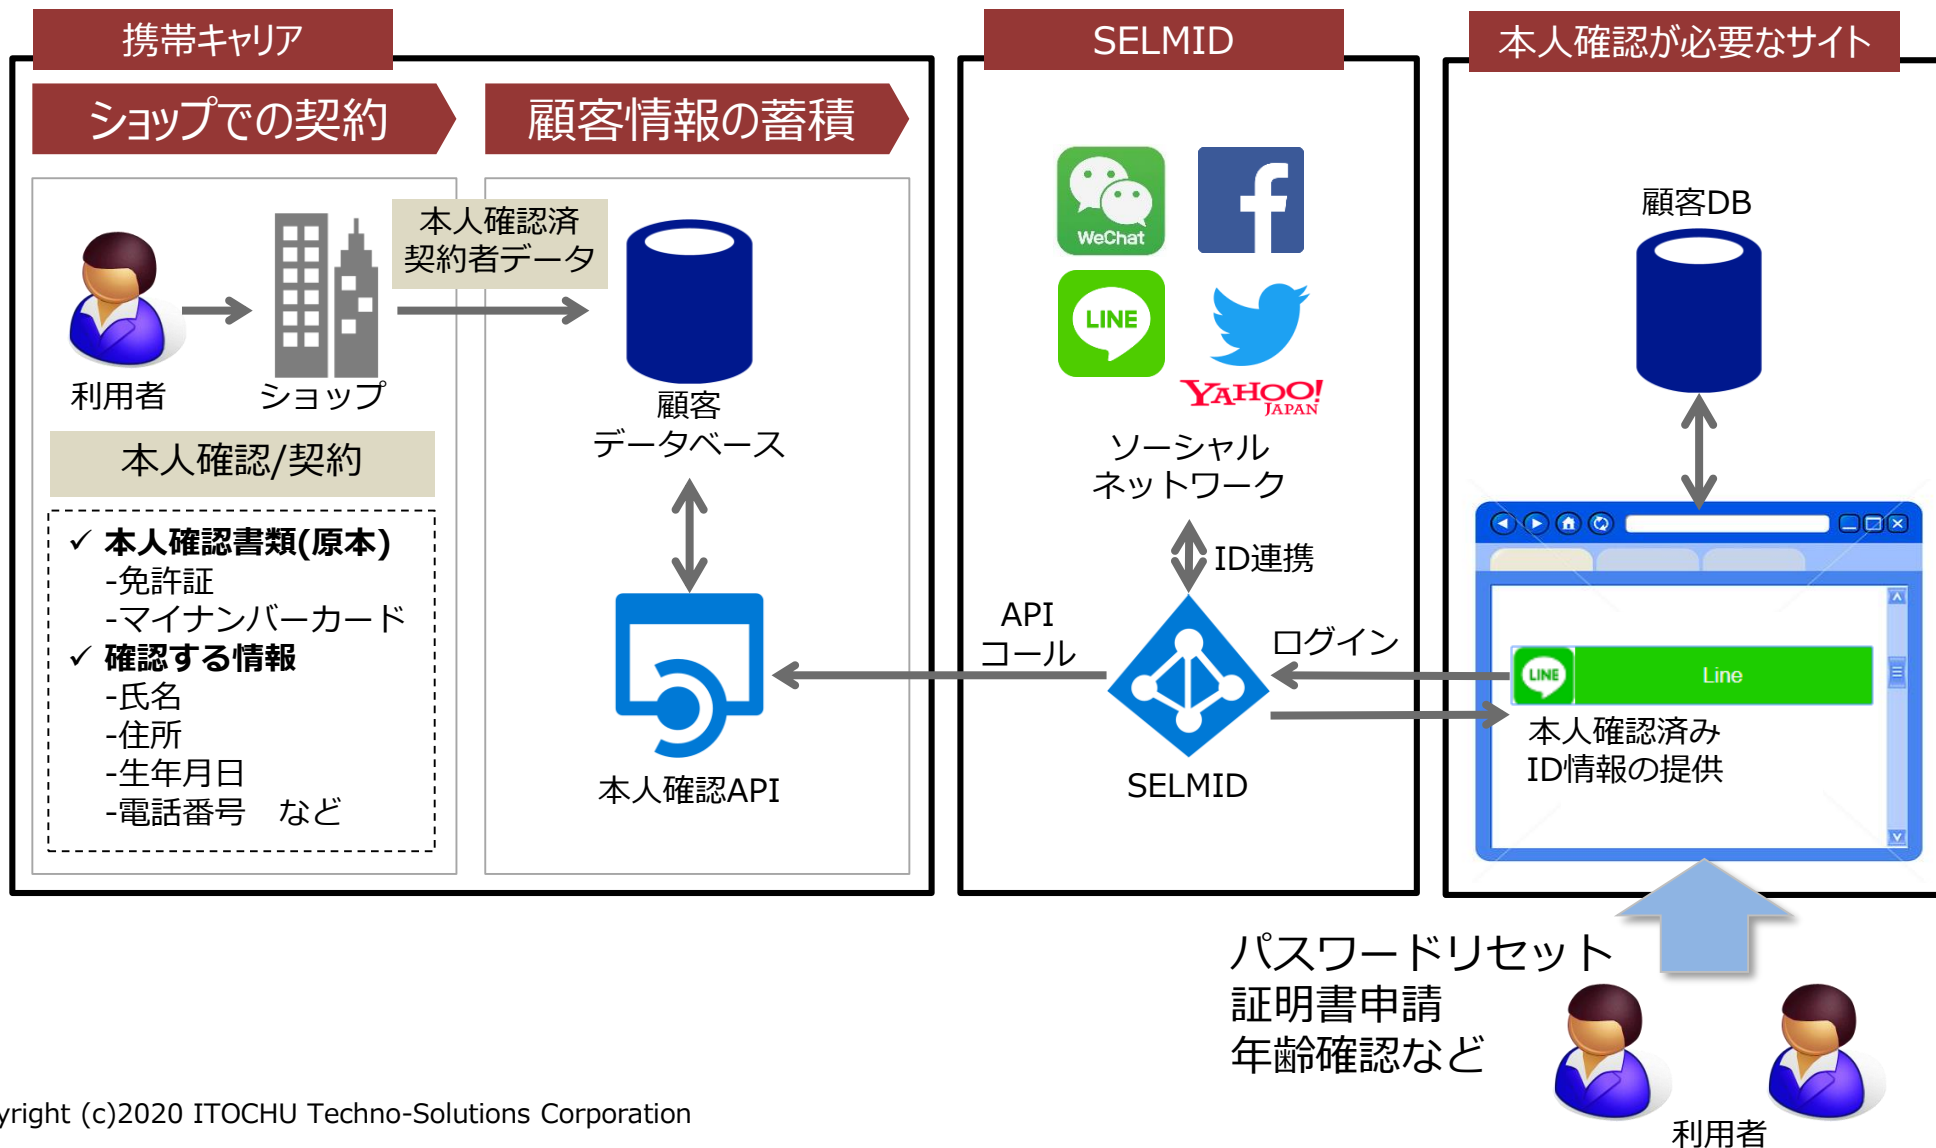 携帯キャリア
SELMID
本人確認が必要なサイト
ショップでの契約
顧客情報の蓄積
本人確認済
契約者データ
利用者
ショップ
本人確認/契約
✓ 本人確認書類(原本)
-免許証
-マイナンバーカード
✓ 確認する情報
-氏名
-住所
-生年月日
-電話番号　など
顧客
データベース
本人確認API
WeChat
f
LINE
YAHOO!
JAPAN
ソーシャル
ネットワーク
ID連携
API
コール
ログイン
SELMID
顧客DB
LINE
Line
本人確認済み
ID情報の提供
パスワードリセット
証明書申請
年齢確認など
利用者
yright (c)2020 ITOCHU Techno-Solutions Corporation